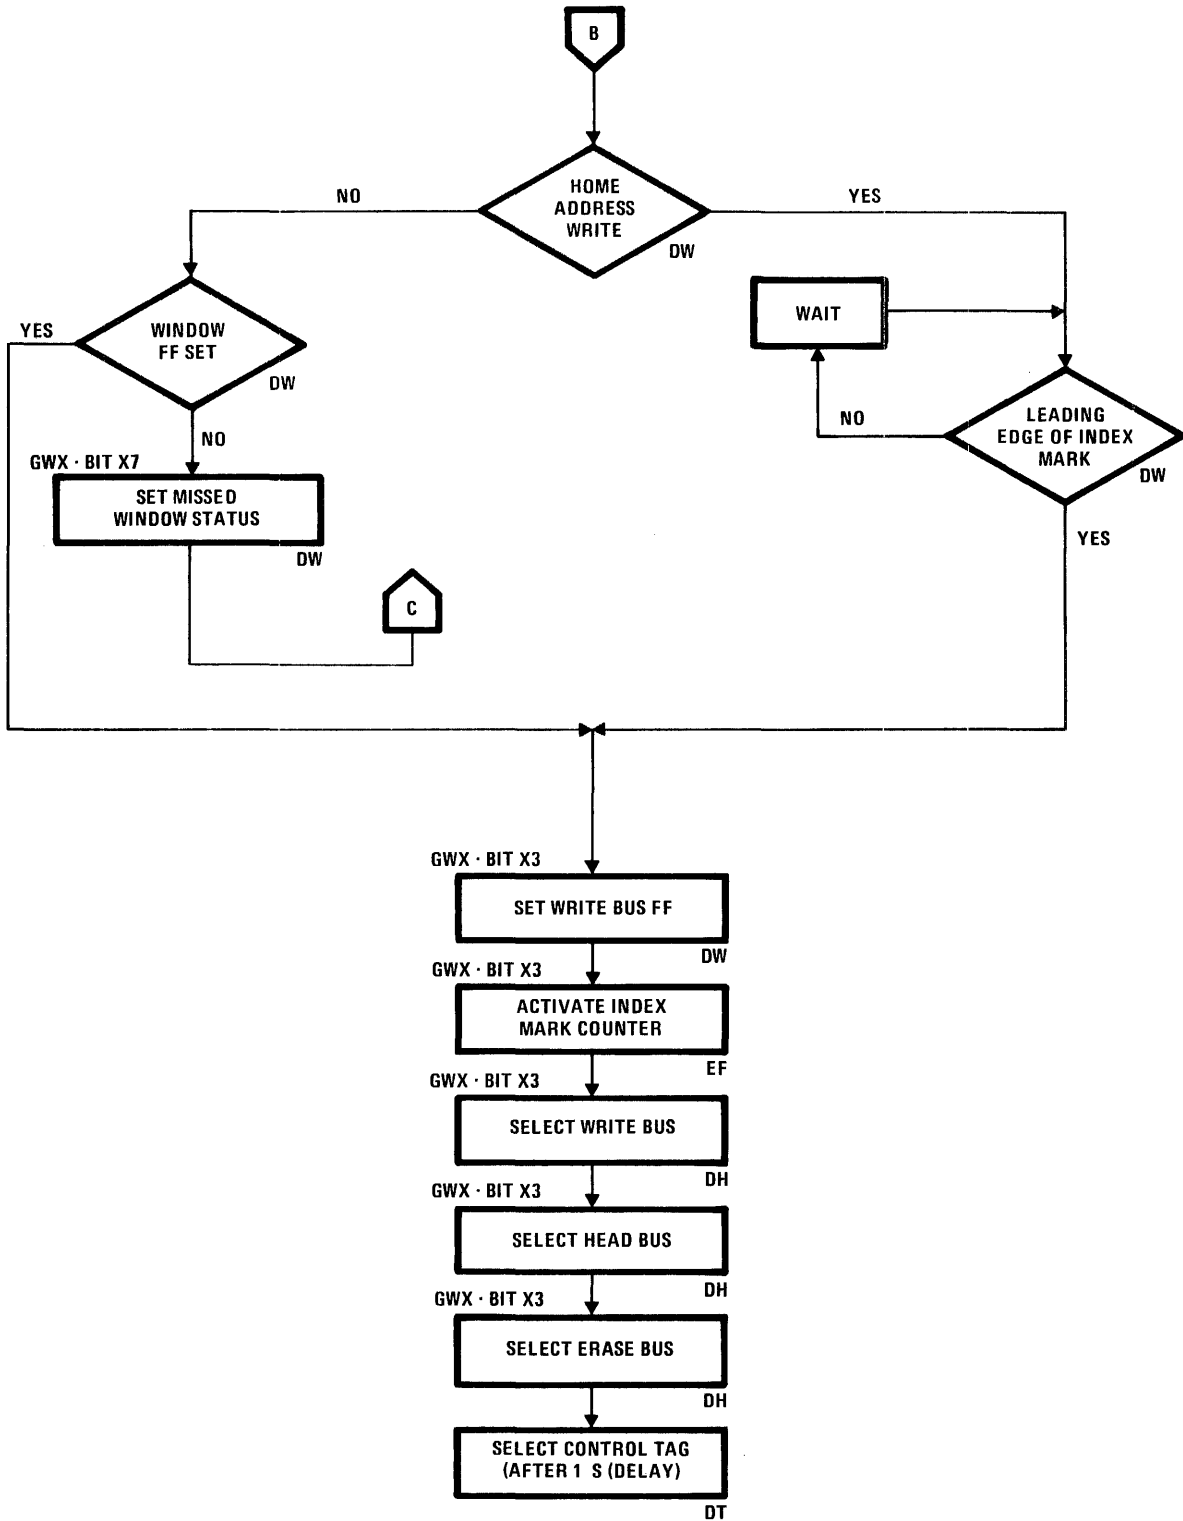 B
HOME
ADDRESS
WRITE
DW
NO
YES
WINDOW
FF SET
DW
YES
NO
WAIT
NO
LEADING
EDGE OF INDEX
MARK
DW
YES
GWX · BIT X7
SET MISSED
WINDOW STATUS
DW
C
GWX · BIT X3
SET WRITE BUS FF
DW
GWX · BIT X3
ACTIVATE INDEX
MARK COUNTER
EF
GWX · BIT X3
SELECT WRITE BUS
DH
GWX · BIT X3
SELECT HEAD BUS
DH
GWX · BIT X3
SELECT ERASE BUS
DH
SELECT CONTROL TAG
(AFTER 1 S (DELAY)
DT